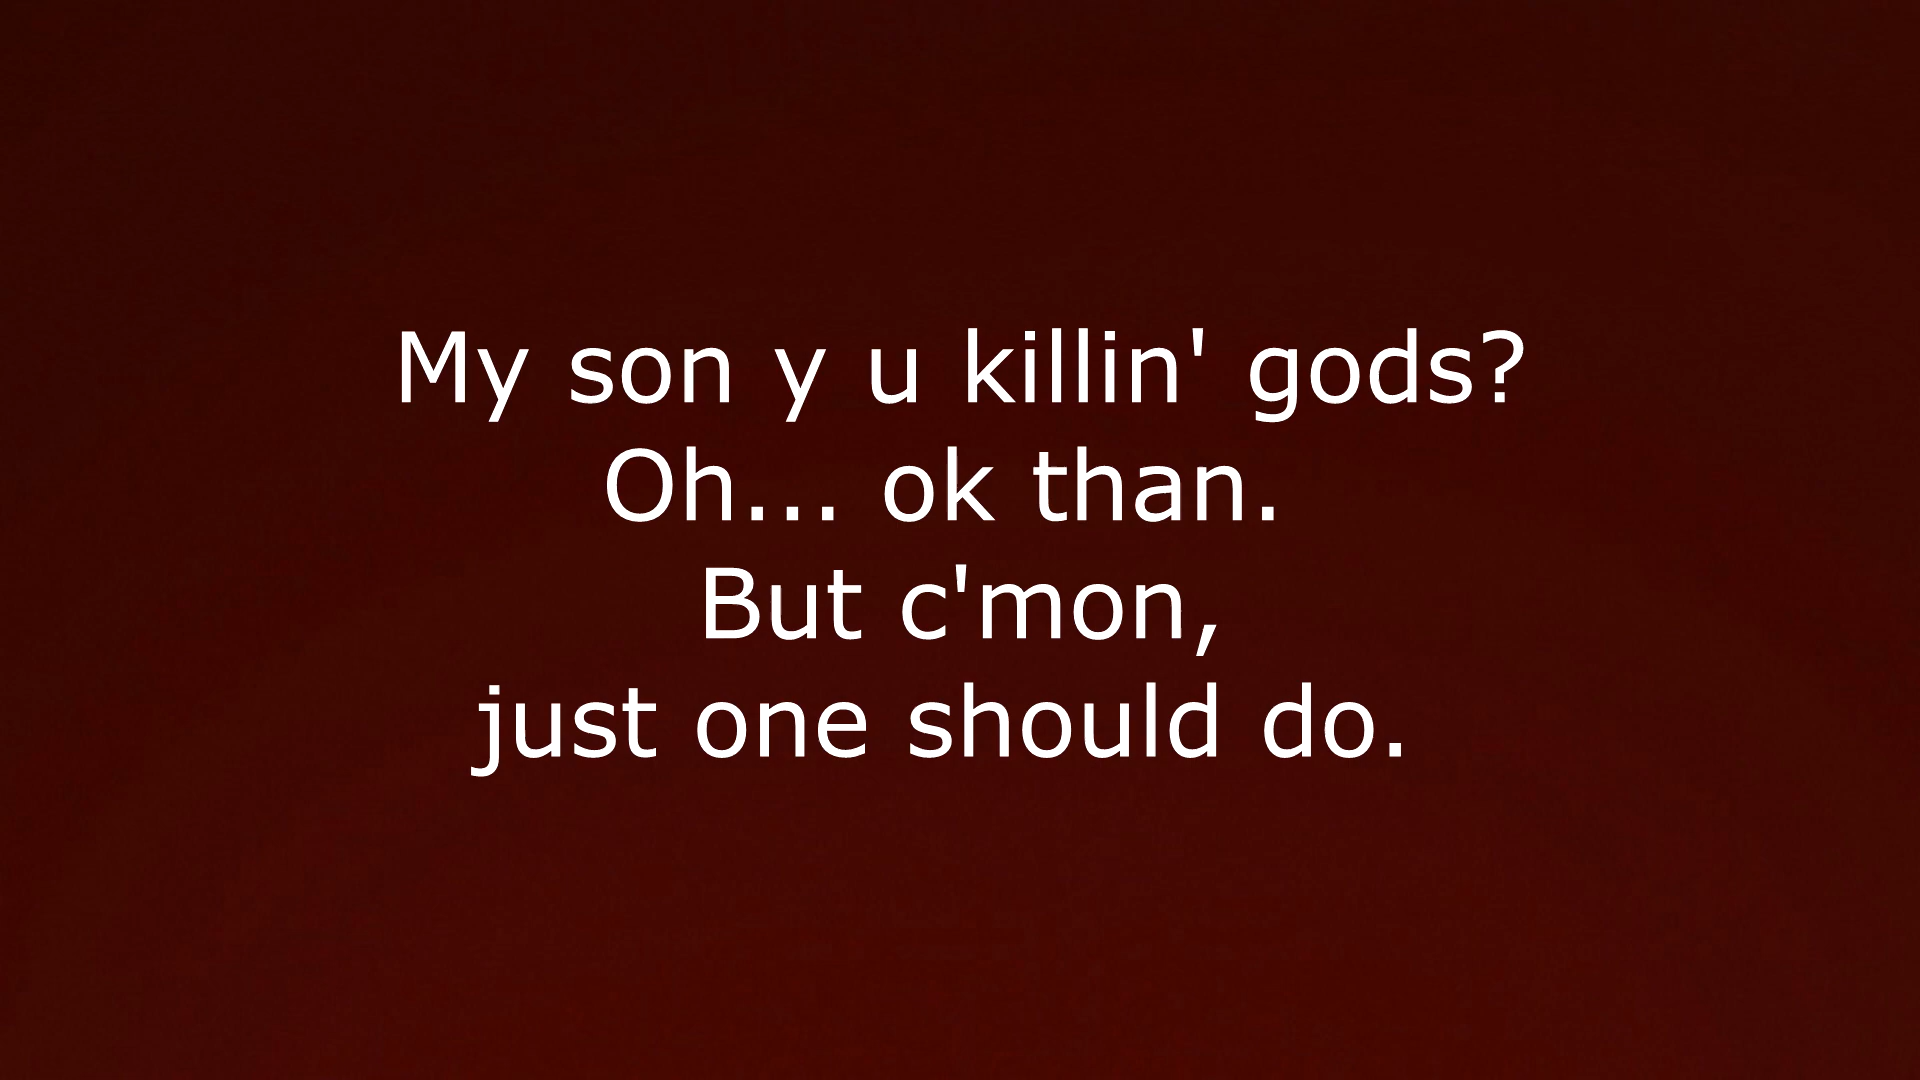 My son y u killin' gods?
Oh... ok than.
But c'mon,
just one should do.